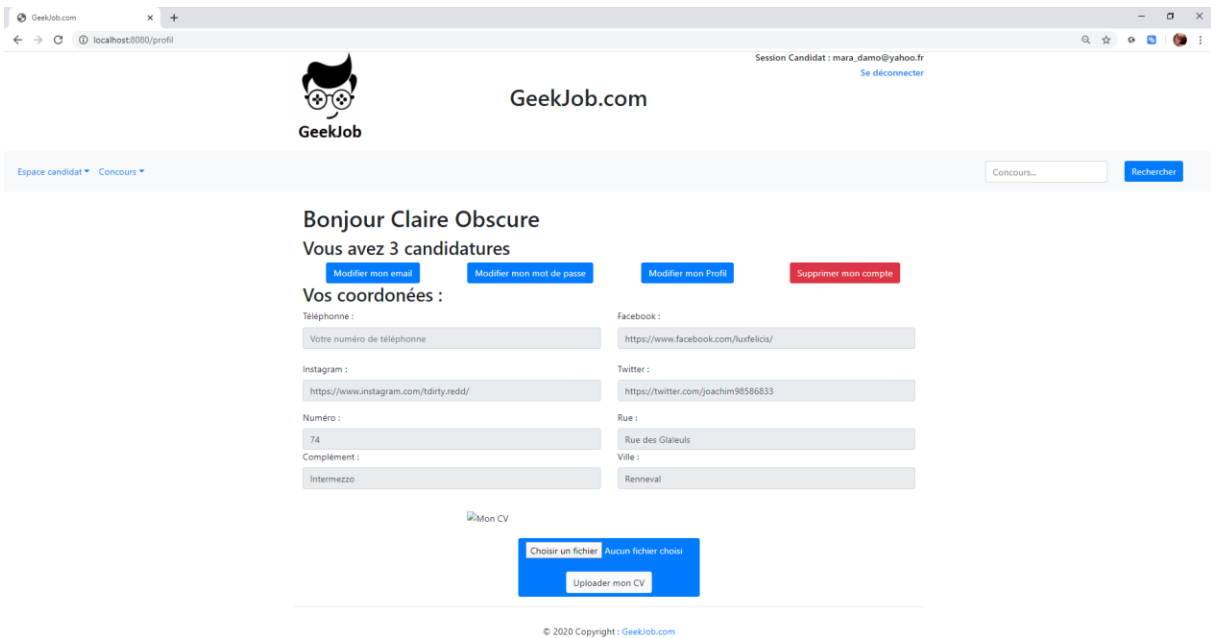 GeekJob.com
localhost:8080/profil
Session Candidat : mara_damo@yahoo.fr
Se déconnecter
GeekJob.com
GeekJob
Espace candidat Concours
Concours... Rechercher
Bonjour Claire Obscure
Vous avez 3 candidatures
Modifier mon email Modifier mon mot de passe Modifier mon Profil Supprimer mon compte
Vos coordonées :
Téléphonne : Facebook :
Votre numéro de téléphonne https://www.facebook.com/luxfelicis/
Instagram : Twitter :
https://www.instagram.com/tdirty.redd/ https://twitter.com/joachim98586833
Numéro : Rue :
74 Rue des Glaïeuls
Complément : Ville :
Intermezzo Renneval
Mon CV
Choisir un fichier Aucun fichier choisi
Uploader mon CV
© 2020 Copyright : GeekJob.com